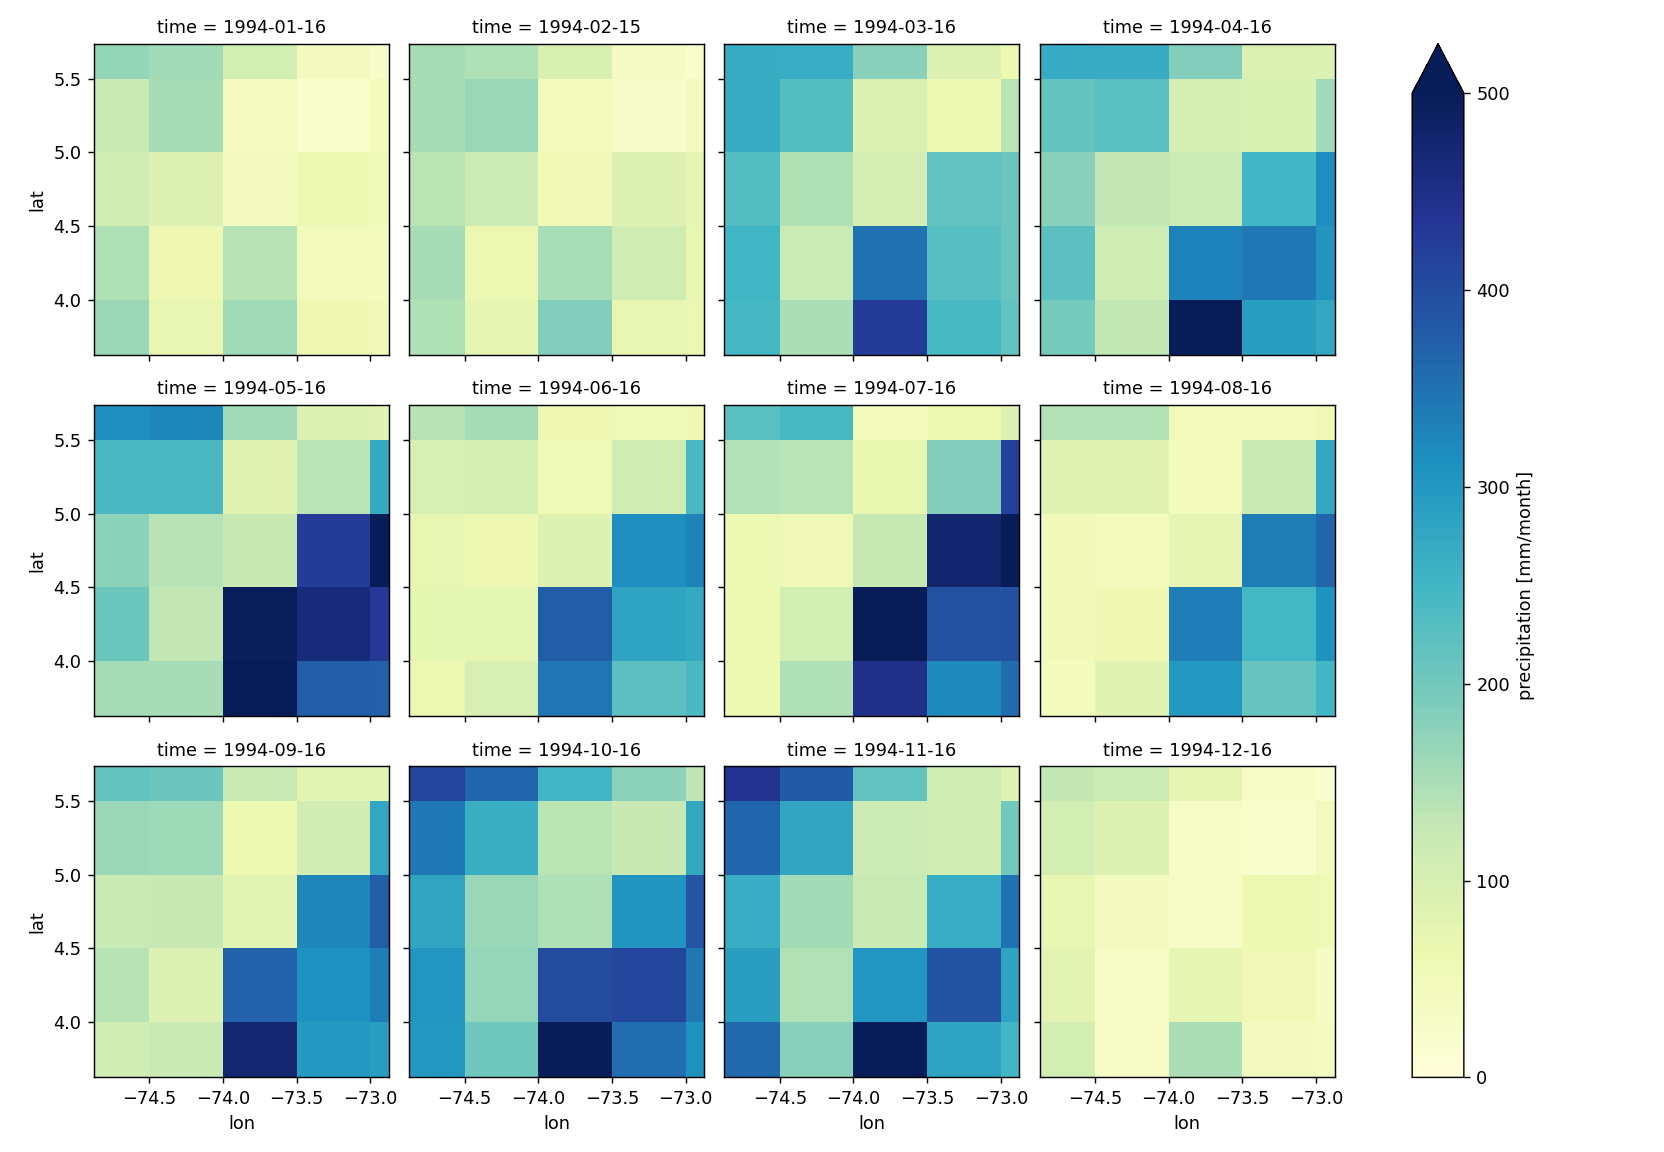 time = 1994-01-16 time = 1994-02-15 time = 1994-03-16 time = 1994-04-16
5.5
5.0
4.5
4.0
lat
time = 1994-05-16 time = 1994-06-16 time = 1994-07-16 time = 1994-08-16
5.5
5.0
4.5
4.0
lat
time = 1994-09-16 time = 1994-10-16 time = 1994-11-16 time = 1994-12-16
5.5
5.0
4.5
4.0
lat
−74.5 −74.0 −73.5 −73.0 −74.5 −74.0 −73.5 −73.0 −74.5 −74.0 −73.5 −73.0 −74.5 −74.0 −73.5 −73.0
lon lon lon lon
500
400
300
200
100
0
precipitation [mm/month]